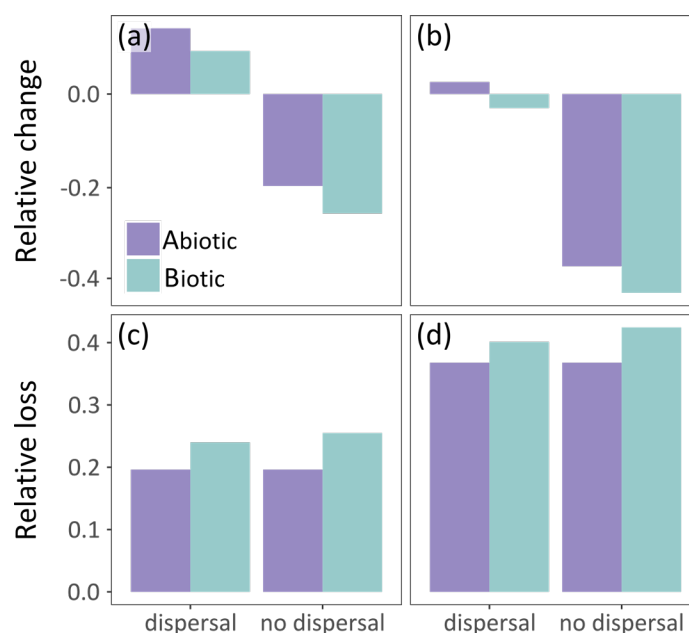 (a)
(b)
Relative change
0.0
-0.2
-0.4
Abiotic
Biotic
(c)
(d)
Relative loss
0.4
0.3
0.2
0.1
0.0
dispersal
no dispersal
dispersal
no dispersal